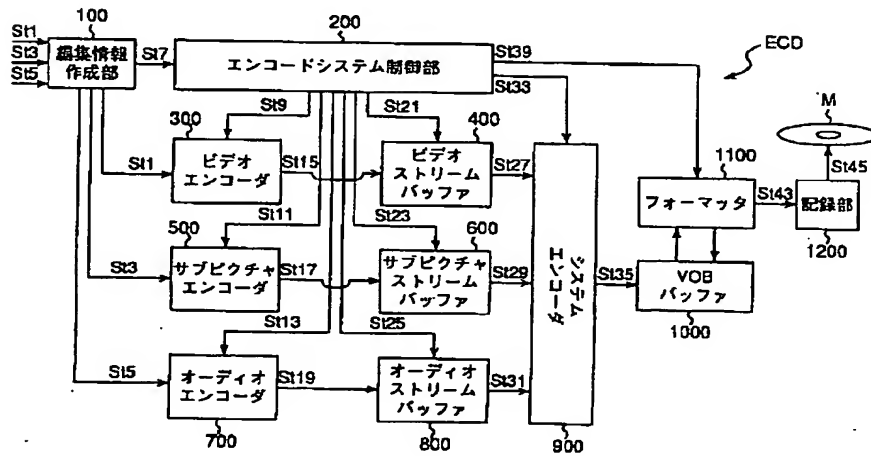 100
200
St1
St3
St5
編集情報
作成部
St7
エンコードシステム制御部
St39
St33
ECD
St9
St21
300
400
M
St1
ビデオ
エンコーダ
St15
ビデオ
ストリーム
バッファ
St27
1100
St45
フォーマッタ
St43
記録部
1200
St11
St23
500
600
St3
サブピクチャ
エンコーダ
St17
サブピクチャ
ストリーム
バッファ
St29
システム
エンコーダ
St35
VOB
バッファ
1000
St13
St25
St5
オーディオ
エンコーダ
St19
オーディオ
ストリーム
バッファ
St31
700
800
900